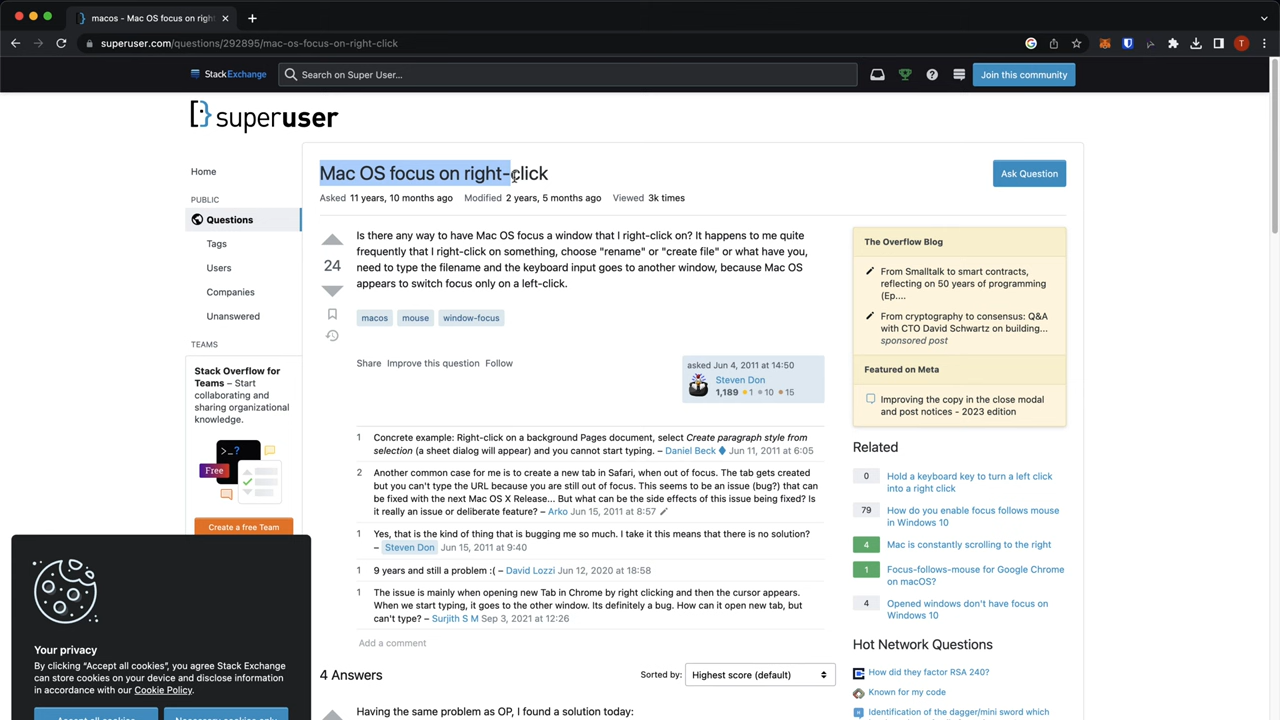 macos - Mac OS focus on righ
superuser.com/questions/292895/mac-os-focus-on-right-click
T
StackExchange
Search on Super User...
Join this community
superuser
Home
PUBLIC
Questions
Tags
Users
Companies
Unanswered
TEAMS
Stack Overflow for
Teams – Start
collaborating and
sharing organizational
knowledge.
Free
Create a free Team
Mac OS focus on right-click
Ask Question
Asked 11 years, 10 months ago Modified 2 years, 5 months ago Viewed 3k times
24
Is there any way to have Mac OS focus a window that I right-click on? It happens to me quite
frequently that I right-click on something, choose "rename" or "create file" or what have you,
need to type the filename and the keyboard input goes to another window, because Mac OS
appears to switch focus only on a left-click.
macos mouse window-focus
Share Improve this question Follow
asked Jun 4, 2011 at 14:50
Steven Don
1,189 1 10 15
1 Concrete example: Right-click on a background Pages document, select Create paragraph style from
selection (a sheet dialog will appear) and you cannot start typing. – Daniel Beck Jun 11, 2011 at 6:05
2 Another common case for me is to create a new tab in Safari, when out of focus. The tab gets created
but you can't type the URL because you are still out of focus. This seems to be an issue (bug?) that can
be fixed with the next Mac OS X Release... But what can be the side effects of this issue being fixed? Is
it really an issue or deliberate feature? – Arko Jun 15, 2011 at 8:57
1 Yes, that is the kind of thing that is bugging me so much. I take it this means that there is no solution?
– Steven Don Jun 15, 2011 at 9:40
1 9 years and still a problem :( – David Lozzi Jun 12, 2020 at 18:58
1 The issue is mainly when opening new Tab in Chrome by right clicking and then the cursor appears.
When we start typing, it goes to the other window. Its definitely a bug. How can it open new tab, but
can't type? – Surjith S M Sep 3, 2021 at 12:26
Add a comment
4 Answers
Sorted by: Highest score (default)
Having the same problem as OP, I found a solution today:
The Overflow Blog
From Smalltalk to smart contracts,
reflecting on 50 years of programming
(Ep....
From cryptography to consensus: Q&A
with CTO David Schwartz on building...
sponsored post
Featured on Meta
Improving the copy in the close modal
and post notices - 2023 edition
Related
0 Hold a keyboard key to turn a left click
into a right click
79 How do you enable focus follows mouse
in Windows 10
4 Mac is constantly scrolling to the right
1 Focus-follows-mouse for Google Chrome
on macOS?
4 Opened windows don't have focus on
Windows 10
Hot Network Questions
How did they factor RSA 240?
Known for my code
Identification of the dagger/mini sword which
Your privacy
By clicking "Accept all cookies", you agree Stack Exchange
can store cookies on your device and disclose information
in accordance with our Cookie Policy.
Accept all cookies Necessary cookies only